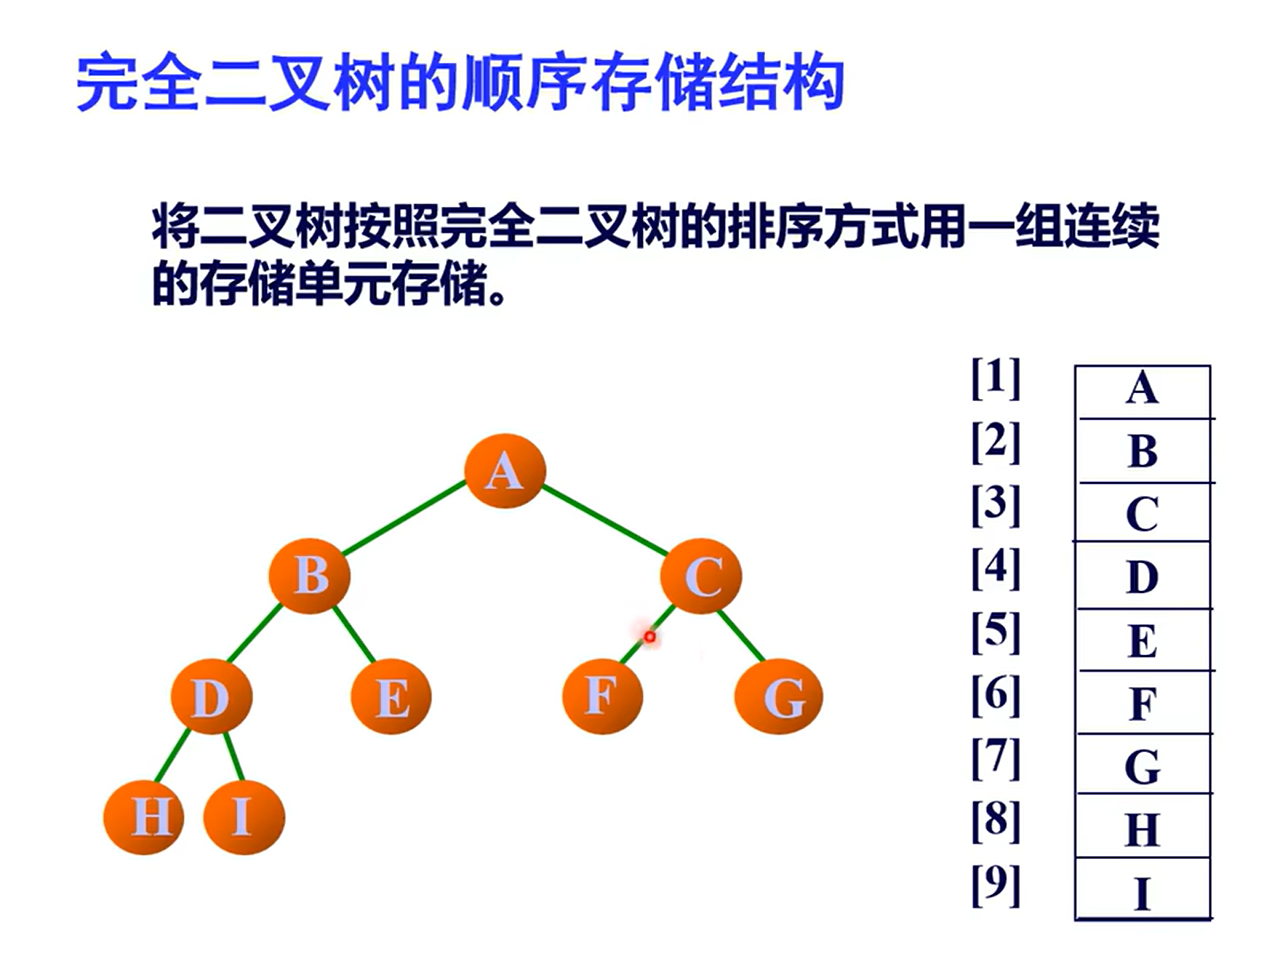 完全二叉树的顺序存储结构
将二叉树按照完全二叉树的排序方式用一组连续
的存储单元存储。
A
B
C
D
E
F
G
H
I
[1] A
[2] B
[3] C
[4] D
[5] E
[6] F
[7] G
[8] H
[9] I